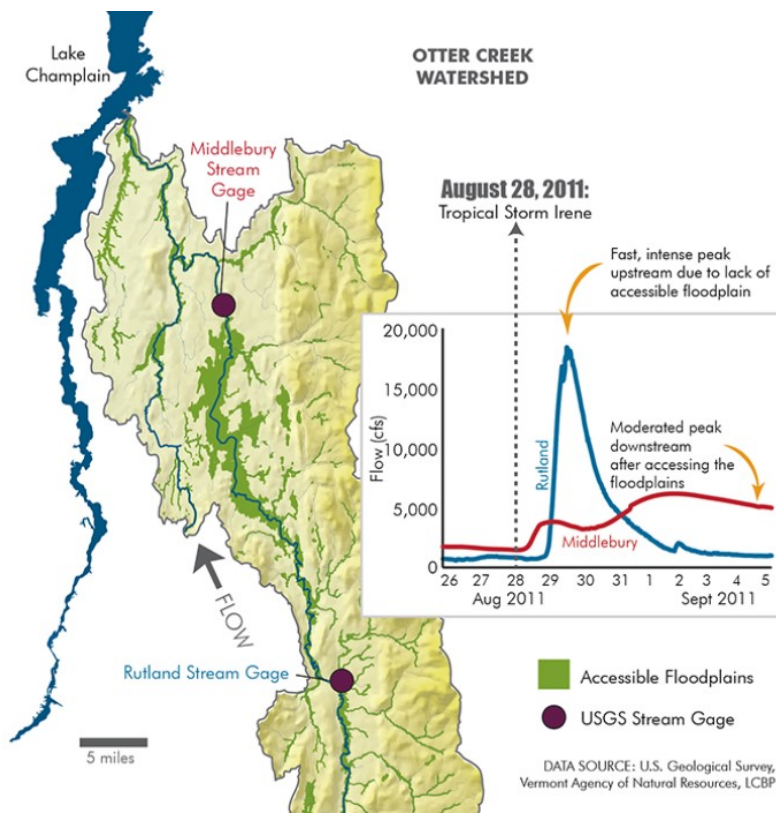 Lake
Champlain
OTTER CREEK
WATERSHED
Middlebury
Stream
Gage
August 28, 2011:
Tropical Storm Irene
Fast, intense peak
upstream due to lack of
accessible floodplain
20,000
15,000
10,000
5,000
0
Flow (cfs)
Rutland
Moderated peak
downstream
after accessing the
floodplains
Middlebury
26 27 28 29 30 31 1 2 3 4 5
Aug 2011 Sept 2011
FLOW
Rutland Stream Gage
Accessible Floodplains
USGS Stream Gage
5 miles
DATA SOURCE: U.S. Geological Survey,
Vermont Agency of Natural Resources, LCBP